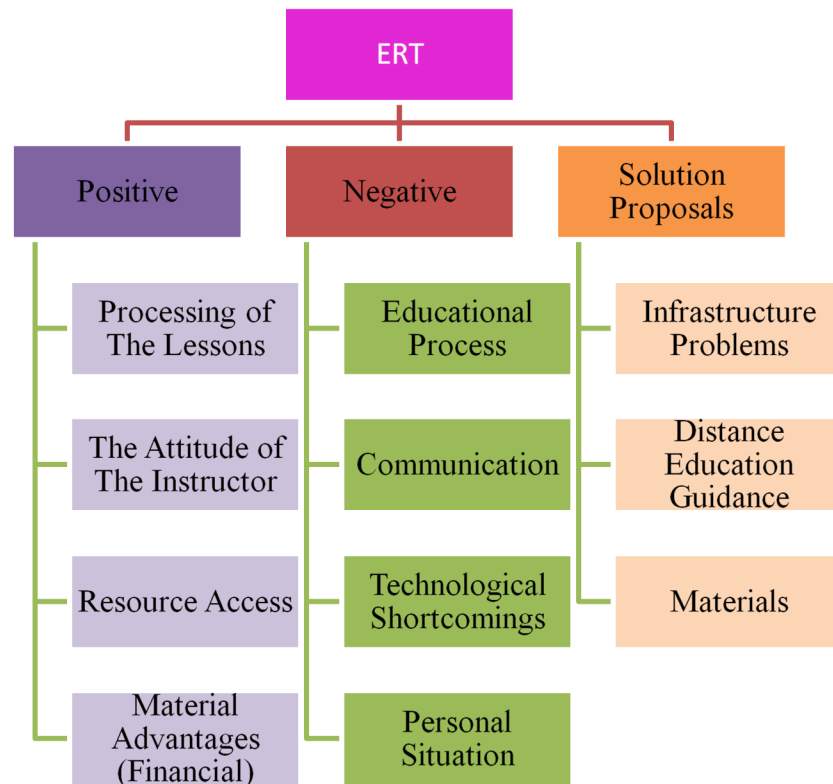 ERT
Positive
Negative
Solution
Proposals
Processing of
The Lessons
The Attitude of
The Instructor
Resource Access
Material
Advantages
(Financial)
Educational
Process
Communication
Technological
Shortcomings
Personal
Situation
Infrastructure
Problems
Distance
Education
Guidance
Materials